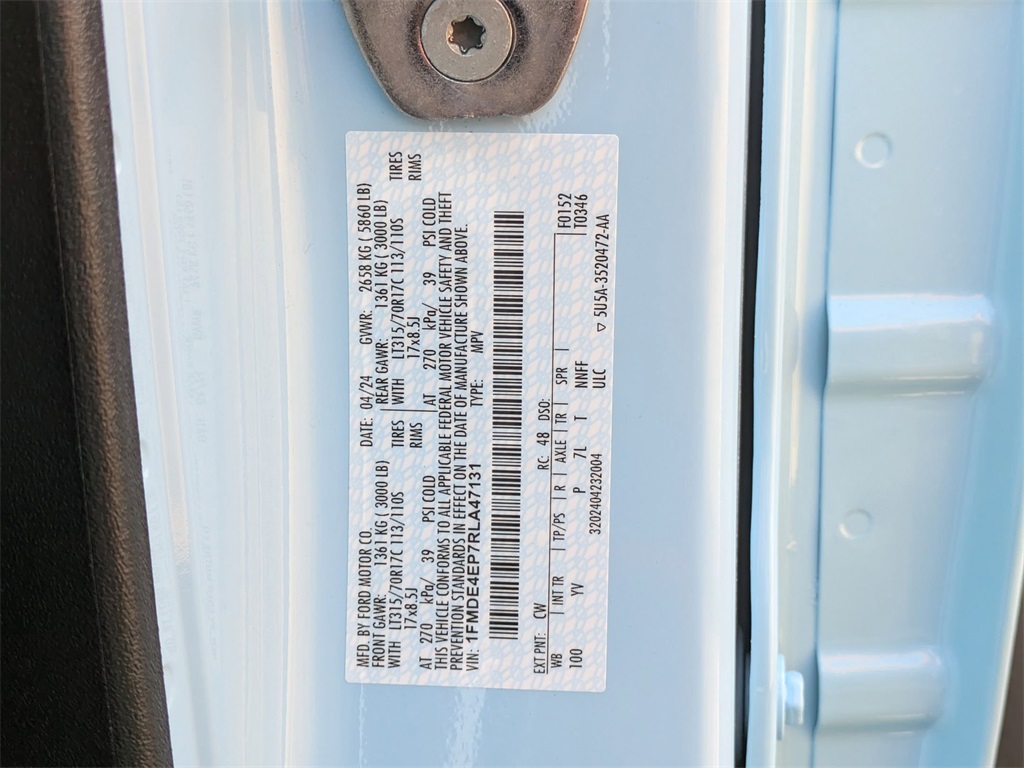 MFD. BY FORD MOTOR CO. DATE: 04/24 GVWR: 2658 KG ( 5860 LB)
FRONT GAWR: 1361 KG ( 3000 LB) REAR GAWR: 1361 KG ( 3000 LB)
WITH LT315/70R17C 113/110S TIRES WITH LT315/70R17C 113/110S TIRES
17x8.5J RIMS 17x8.5J RIMS
AT 270 kPa/ 39 PSI COLD AT 270 kPa/ 39 PSI COLD
THIS VEHICLE CONFORMS TO ALL APPLICABLE FEDERAL MOTOR VEHICLE SAFETY AND THEFT
PREVENTION STANDARDS IN EFFECT ON THE DATE OF MANUFACTURE SHOWN ABOVE.
VIN: 1FMDE4EP7RLA47131 TYPE: MPV
EXT PNT: CW RC: 48 DSO: F0152
WB INT TR TP/PS R AXLE TR SPR T0346
100 YV P 7L T NNFF
3202404232004 ULC ▽ 5U5A-3520472-AA